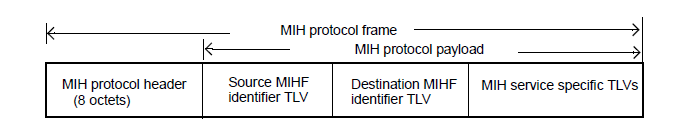 MIH protocol frame
MIH protocol payload
MIH protocol header
(8 octets)
Source MIHF
identifier TLV
Destination MIHF
identifier TLV
MIH service specific TLVs